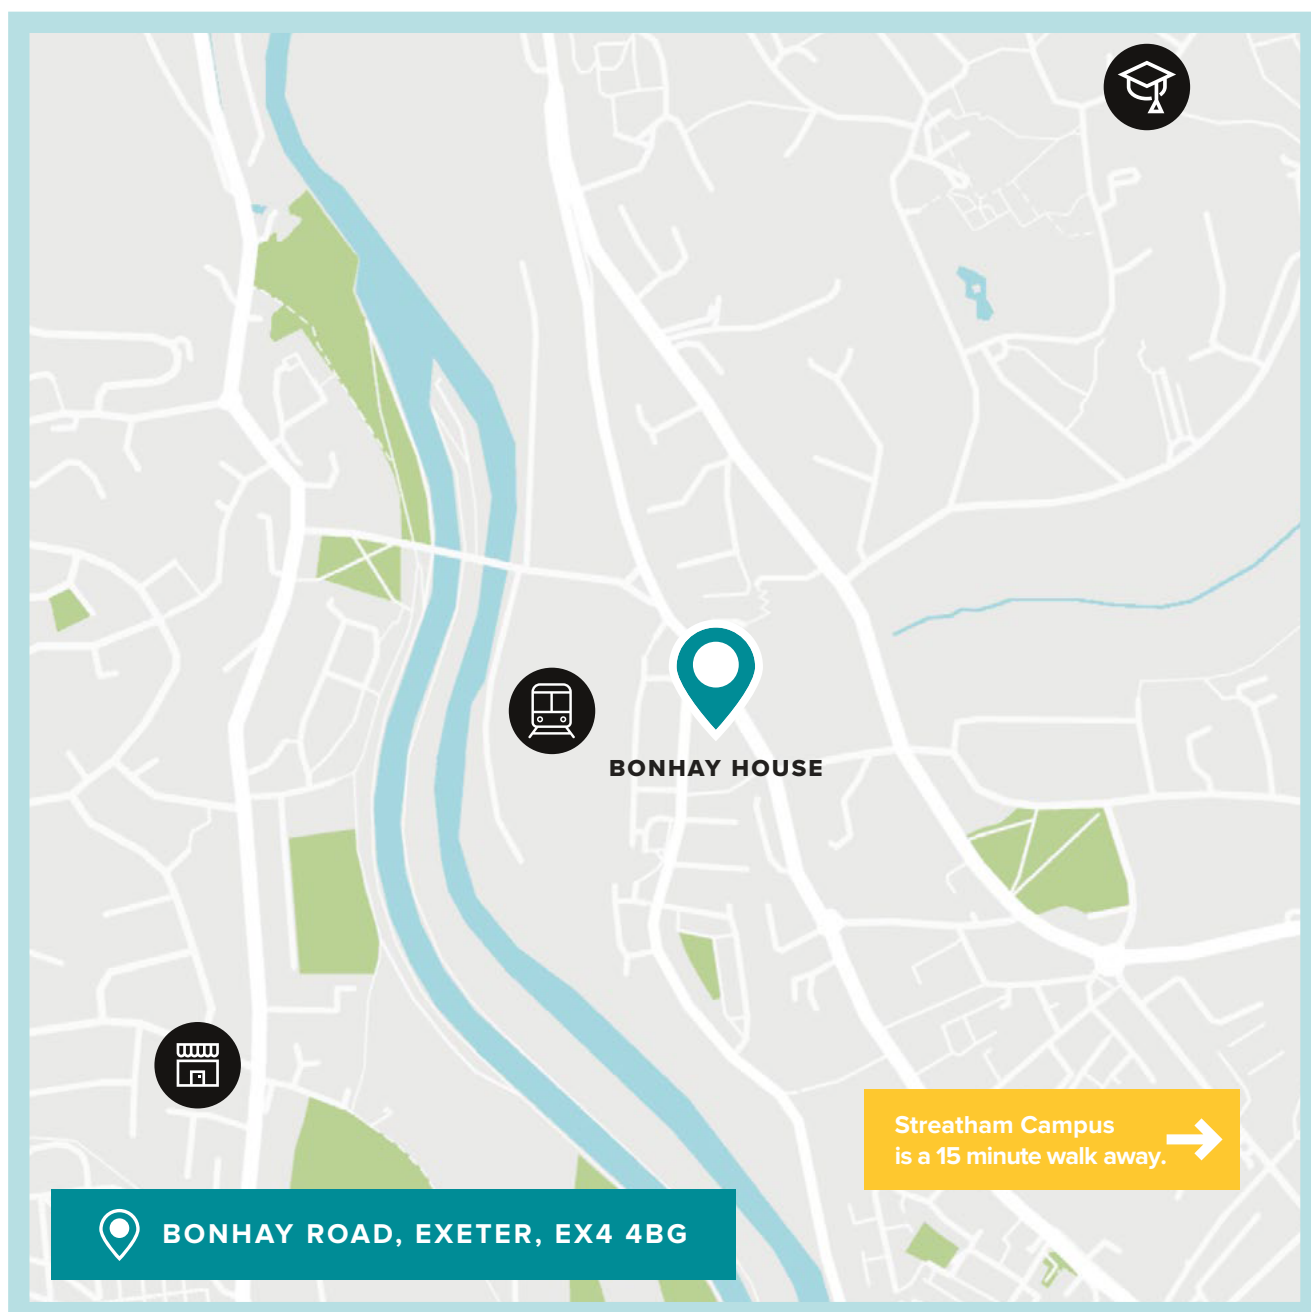 BONHAY HOUSE
Streatham Campus
is a 15 minute walk away.
BONHAY ROAD, EXETER, EX4 4BG